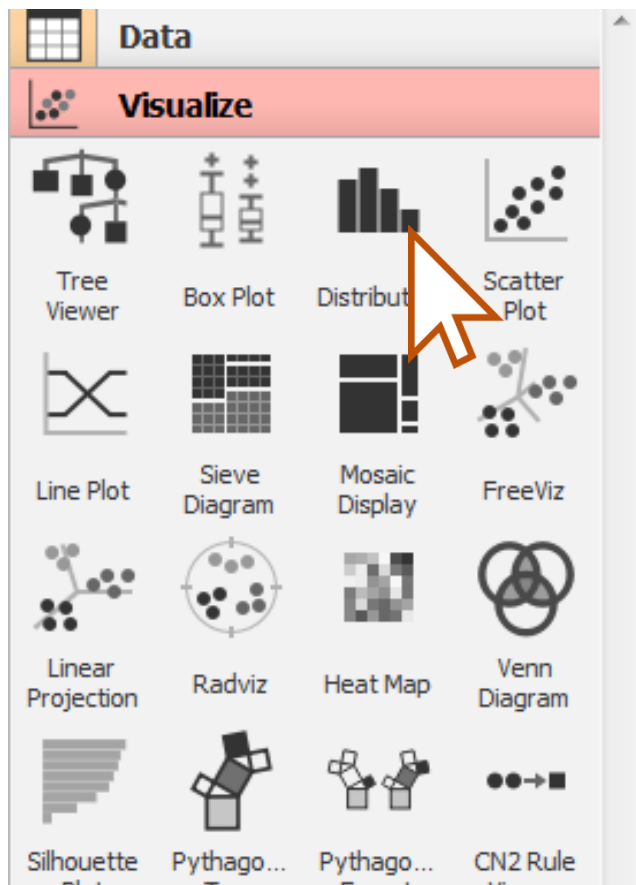 Data
Visualize
Tree
Viewer
Box Plot
Distribut
Scatter
Plot
Line Plot
Sieve
Diagram
Mosaic
Display
FreeViz
Linear
Projection
Radviz
Heat Map
Venn
Diagram
Silhouette
Pythago...
Pythago...
CN2 Rule